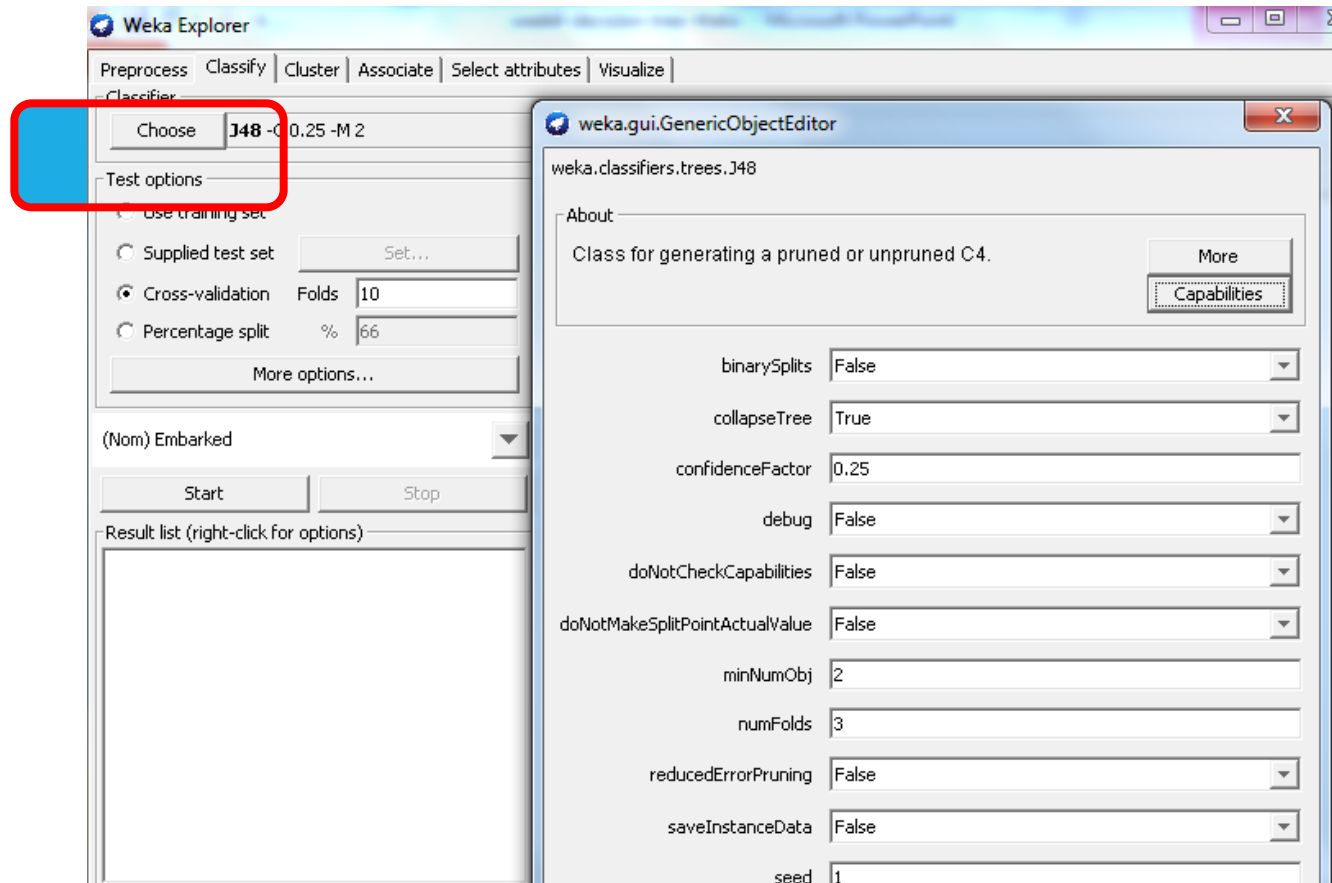 Weka Explorer
Preprocess Classify Cluster Associate Select attributes Visualize
Classifier
Choose J48 -C 0.25 -M 2
Test options
Use training set
Supplied test set Set...
Cross-validation Folds 10
Percentage split % 66
More options...
(Nom) Embarked
Start Stop
Result list (right-click for options)
weka.gui.GenericObjectEditor
weka.classifiers.trees.J48
About
Class for generating a pruned or unpruned C4.
More
Capabilities
binarySplits False
collapseTree True
confidenceFactor 0.25
debug False
doNotCheckCapabilities False
doNotMakeSplitPointActualValue False
minNumObj 2
numFolds 3
reducedErrorPruning False
saveInstanceData False
seed 1